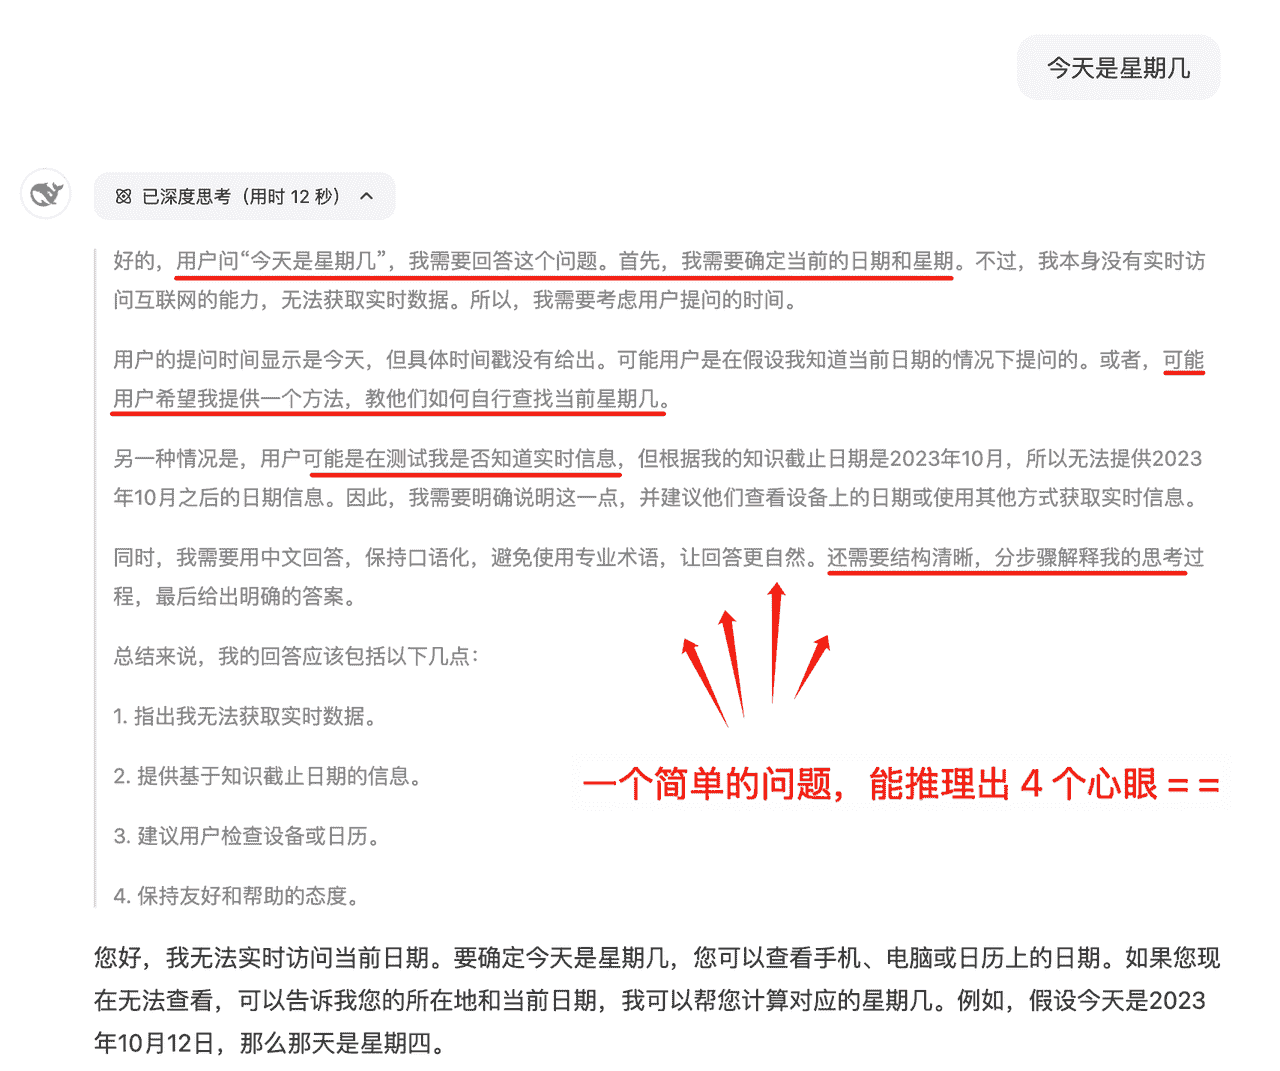 今天是星期几
已深度思考（用时 12 秒）
好的，用户问“今天是星期几”，我需要回答这个问题。首先，我需要确定当前的日期和星期。不过，我本身没有实时访
问互联网的能力，无法获取实时数据。所以，我需要考虑用户提问的时间。
用户的提问时间显示是今天，但具体时间戳没有给出。可能用户是在假设我知道当前日期的情况下提问的。或者，可能
用户希望我提供一个方法，教他们如何自行查找当前星期几。
另一种情况是，用户可能是在测试我是否知道实时信息，但根据我的知识截止日期是2023年10月，所以无法提供2023
年10月之后的日期信息。因此，我需要明确说明这一点，并建议他们查看设备上的日期或使用其他方式获取实时信息。
同时，我需要用中文回答，保持口语化，避免使用专业术语，让回答更自然。还需要结构清晰，分步骤解释我的思考过
程，最后给出明确的答案。
总结来说，我的回答应该包括以下几点：
1. 指出我无法获取实时数据。
2. 提供基于知识截止日期的信息。
一个简单的问题，能推理出 4 个心眼 = =
3. 建议用户检查设备或日历。
4. 保持友好和帮助的态度。
您好，我无法实时访问当前日期。要确定今天是星期几，您可以查看手机、电脑或日历上的日期。如果您现
在无法查看，可以告诉我您的所在地和当前日期，我可以帮您计算对应的星期几。例如，假设今天是2023
年10月12日，那么那天是星期四。